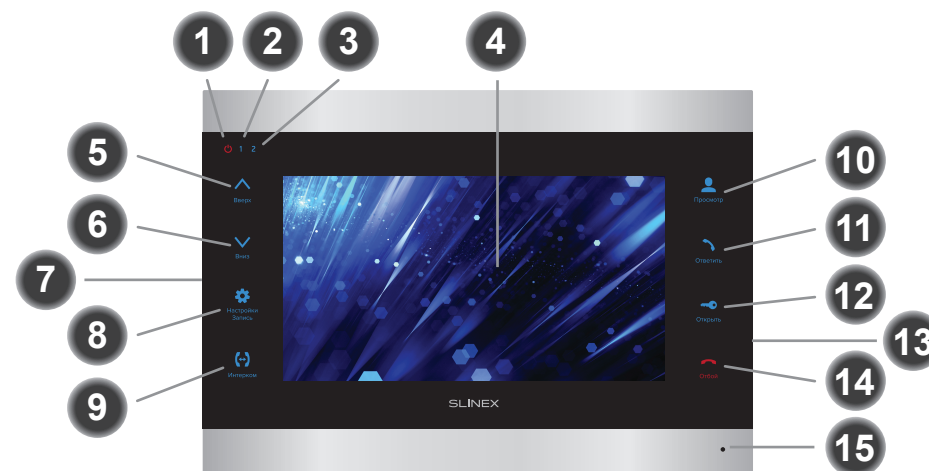 1
2
3
4
1 2
5
Вверх
10
Просмотр
6
Вниз
11
Ответить
7
8
Настройки
Запись
12
Открыть
13
9
Интерком
14
Отбой
SLINEX
15